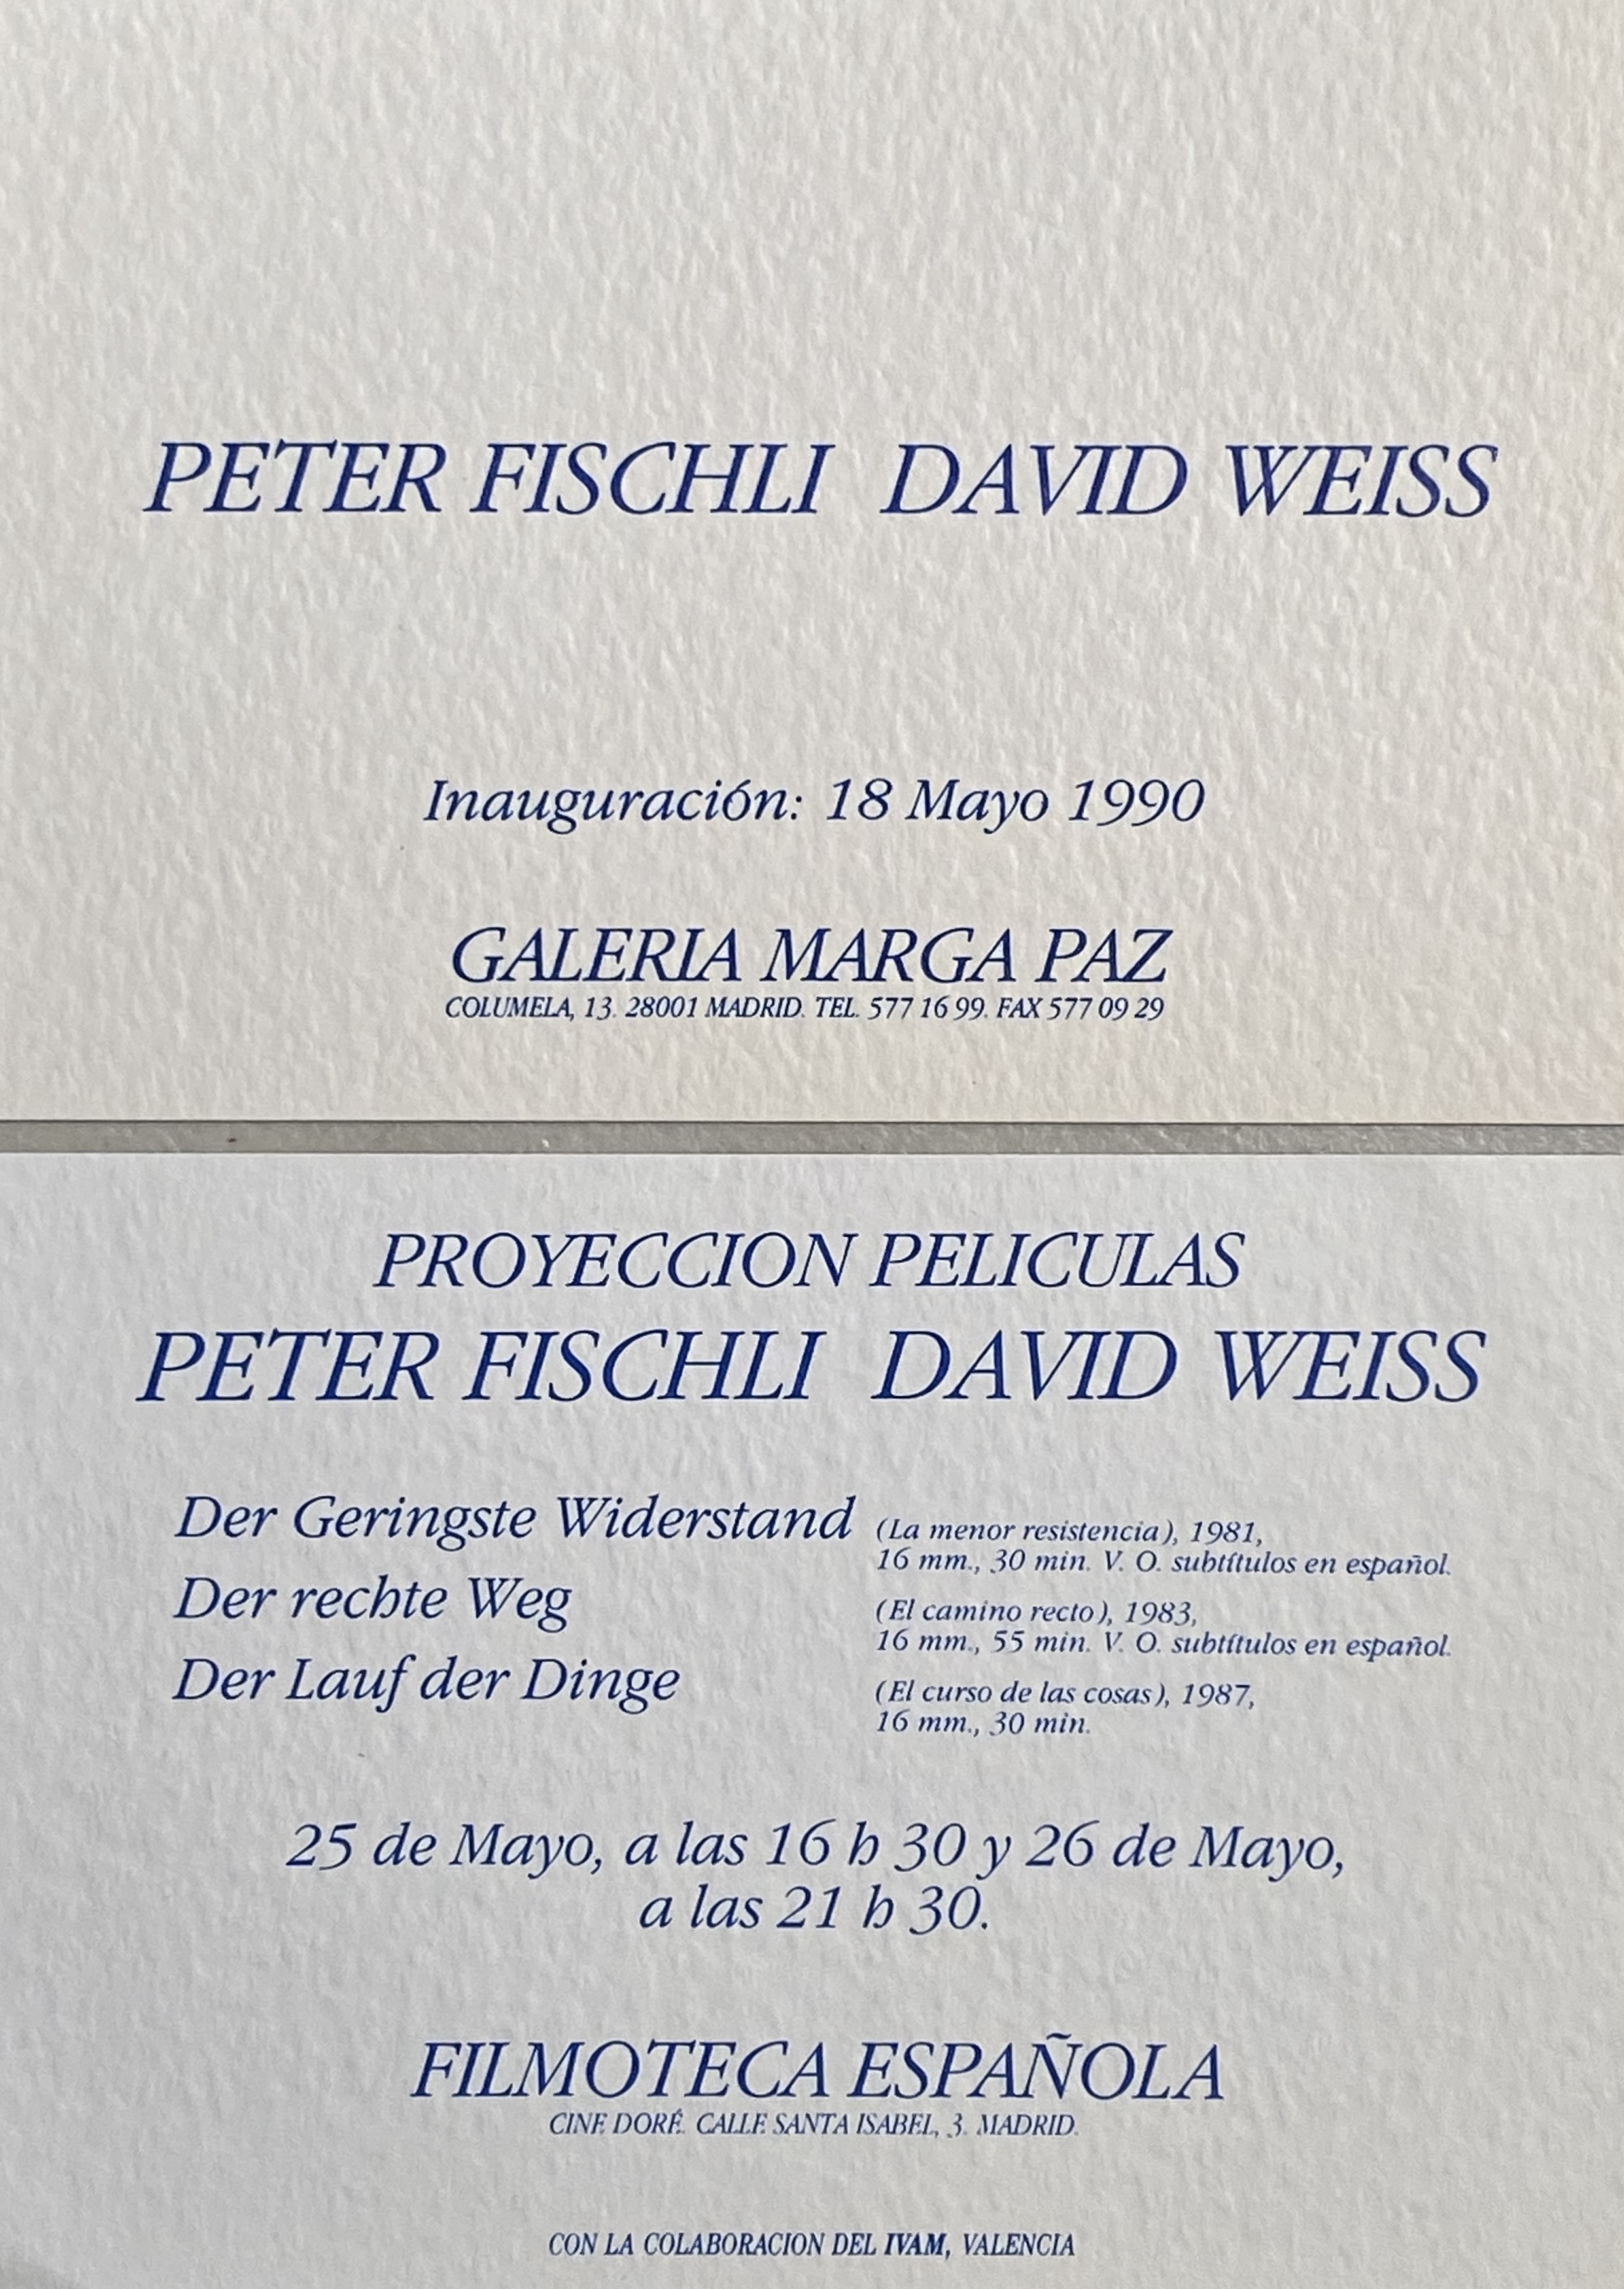 PETER FISCHLI DAVID WEISS
Inauguración: 18 Mayo 1990
GALERIA MARGA PAZ
COLUMELA, 13. 28001 MADRID. TEL. 577 16 99. FAX 577 09 29
PROYECCION PELICULAS
PETER FISCHLI DAVID WEISS
Der Geringste Widerstand (La menor resistencia), 1981,
16 mm., 30 min. V. O. subtítulos en español.
Der rechte Weg (El camino recto), 1983,
16 mm., 55 min. V. O. subtítulos en español.
Der Lauf der Dinge (El curso de las cosas), 1987,
16 mm., 30 min.
25 de Mayo, a las 16 h 30 y 26 de Mayo,
a las 21 h 30.
FILMOTECA ESPAÑOLA
CINE DORÉ. CALLE SANTA ISABEL, 3. MADRID.
CON LA COLABORACION DEL IVAM, VALENCIA